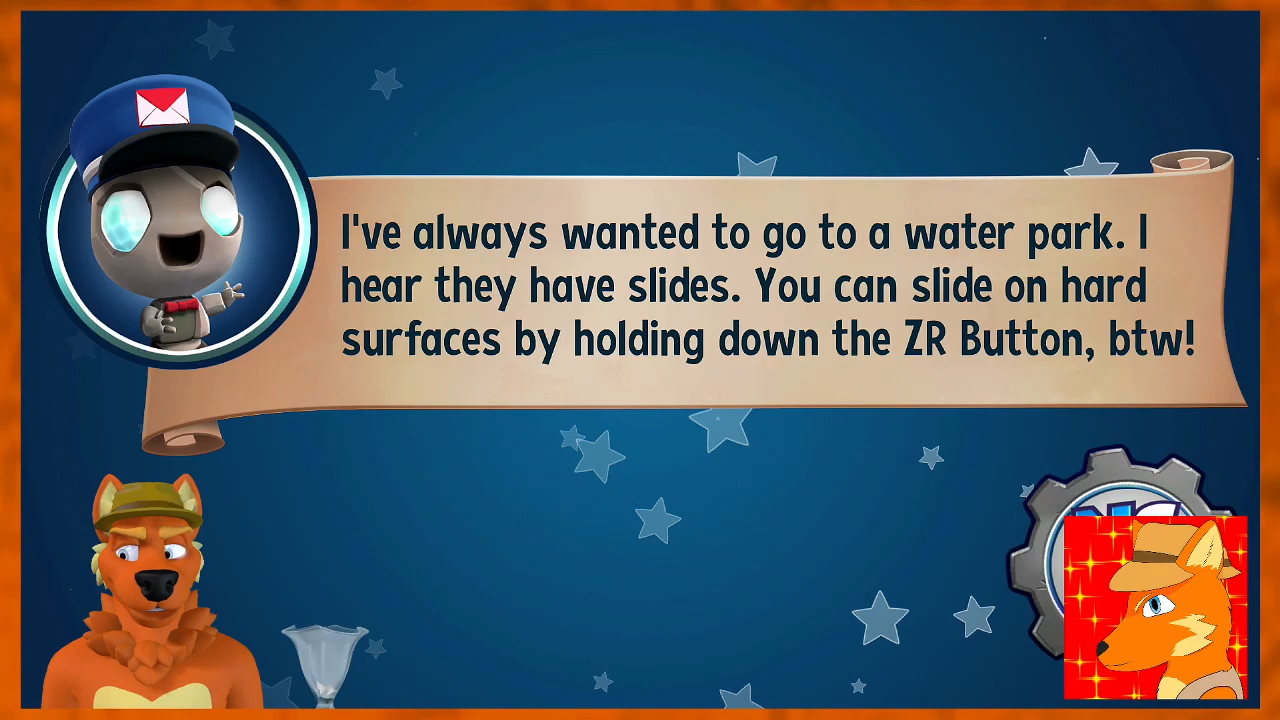 I've always wanted to go to a water park. I
hear they have slides. You can slide on hard
surfaces by holding down the ZR Button, btw!